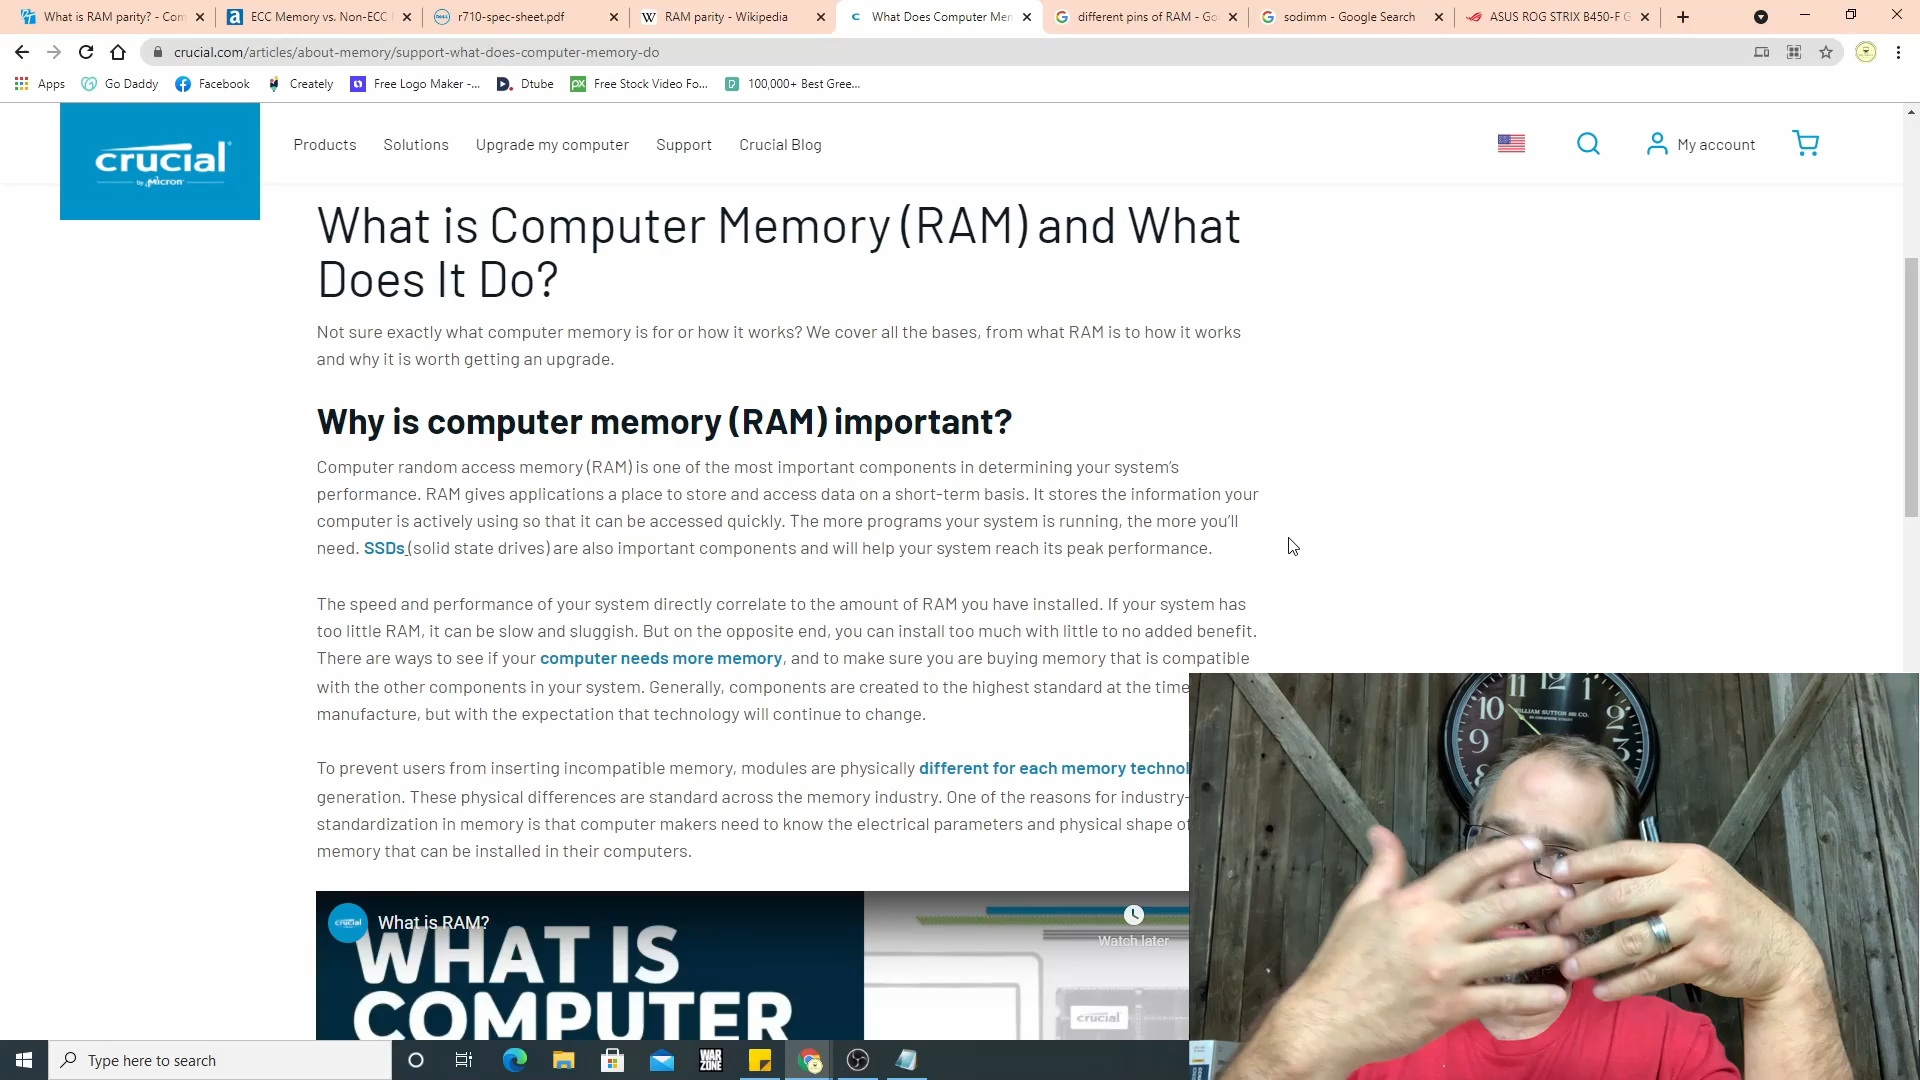 What is RAM parity? - Com
ECC Memory vs. Non-ECC
r710-spec-sheet.pdf
RAM parity - Wikipedia
What Does Computer Mem
different pins of RAM - Go
sodimm - Google Search
ASUS ROG STRIX B450-F G
crucial.com/articles/about-memory/support-what-does-computer-memory-do
Apps
Go Daddy
Facebook
Creately
Free Logo Maker -...
Dtube
Free Stock Video Fo...
100,000+ Best Gree...
crucial
by Micron
Products
Solutions
Upgrade my computer
Support
Crucial Blog
My account
What is Computer Memory (RAM) and What
Does It Do?
Not sure exactly what computer memory is for or how it works? We cover all the bases, from what RAM is to how it works
and why it is worth getting an upgrade.
Why is computer memory (RAM) important?
Computer random access memory (RAM) is one of the most important components in determining your system's
performance. RAM gives applications a place to store and access data on a short-term basis. It stores the information your
computer is actively using so that it can be accessed quickly. The more programs your system is running, the more you'll
need. SSDs (solid state drives) are also important components and will help your system reach its peak performance.
The speed and performance of your system directly correlate to the amount of RAM you have installed. If your system has
too little RAM, it can be slow and sluggish. But on the opposite end, you can install too much with little to no added benefit.
There are ways to see if your computer needs more memory, and to make sure you are buying memory that is compatible
with the other components in your system. Generally, components are created to the highest standard at the time
manufacture, but with the expectation that technology will continue to change.
To prevent users from inserting incompatible memory, modules are physically different for each memory technol
generation. These physical differences are standard across the memory industry. One of the reasons for industry-
standardization in memory is that computer makers need to know the electrical parameters and physical shape of
memory that can be installed in their computers.
crucial
What is RAM?
WHAT IS
COMPUTER
Watch later
crucial
11 12 1
10 2
9 3
WILLIAM SUTTON AND CO.
Type here to search
WAR
ZONE